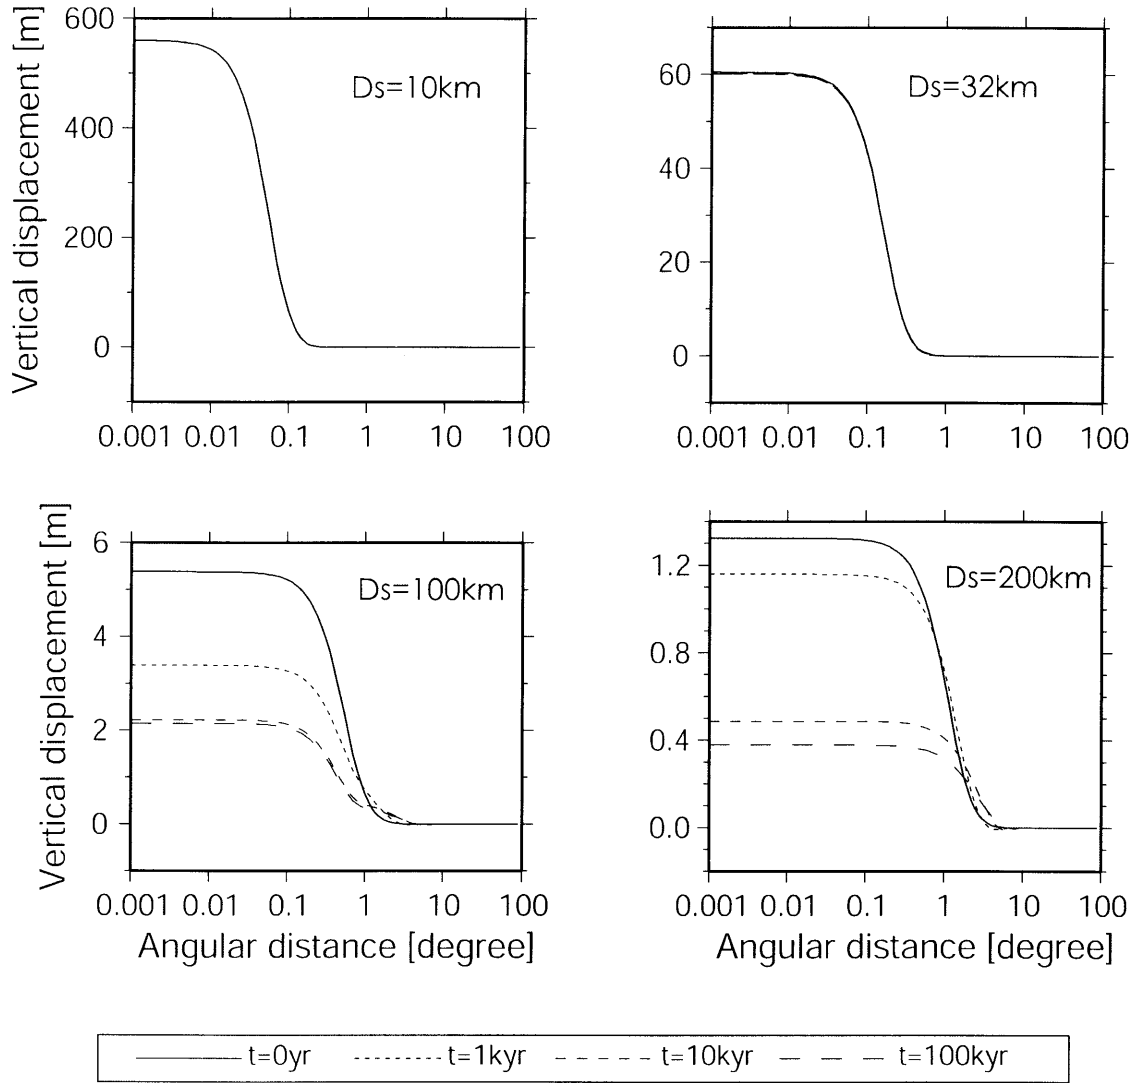 Vertical displacement [m]
600
400
200
0
Ds=10km
0.001 0.01 0.1 1 10 100
60
40
20
0
Ds=32km
0.001 0.01 0.1 1 10 100
Vertical displacement [m]
6
4
2
0
Ds=100km
0.001 0.01 0.1 1 10 100
Angular distance [degree]
1.2
0.8
0.4
0.0
Ds=200km
0.001 0.01 0.1 1 10 100
Angular distance [degree]
t=0yr t=1kyr t=10kyr t=100kyr